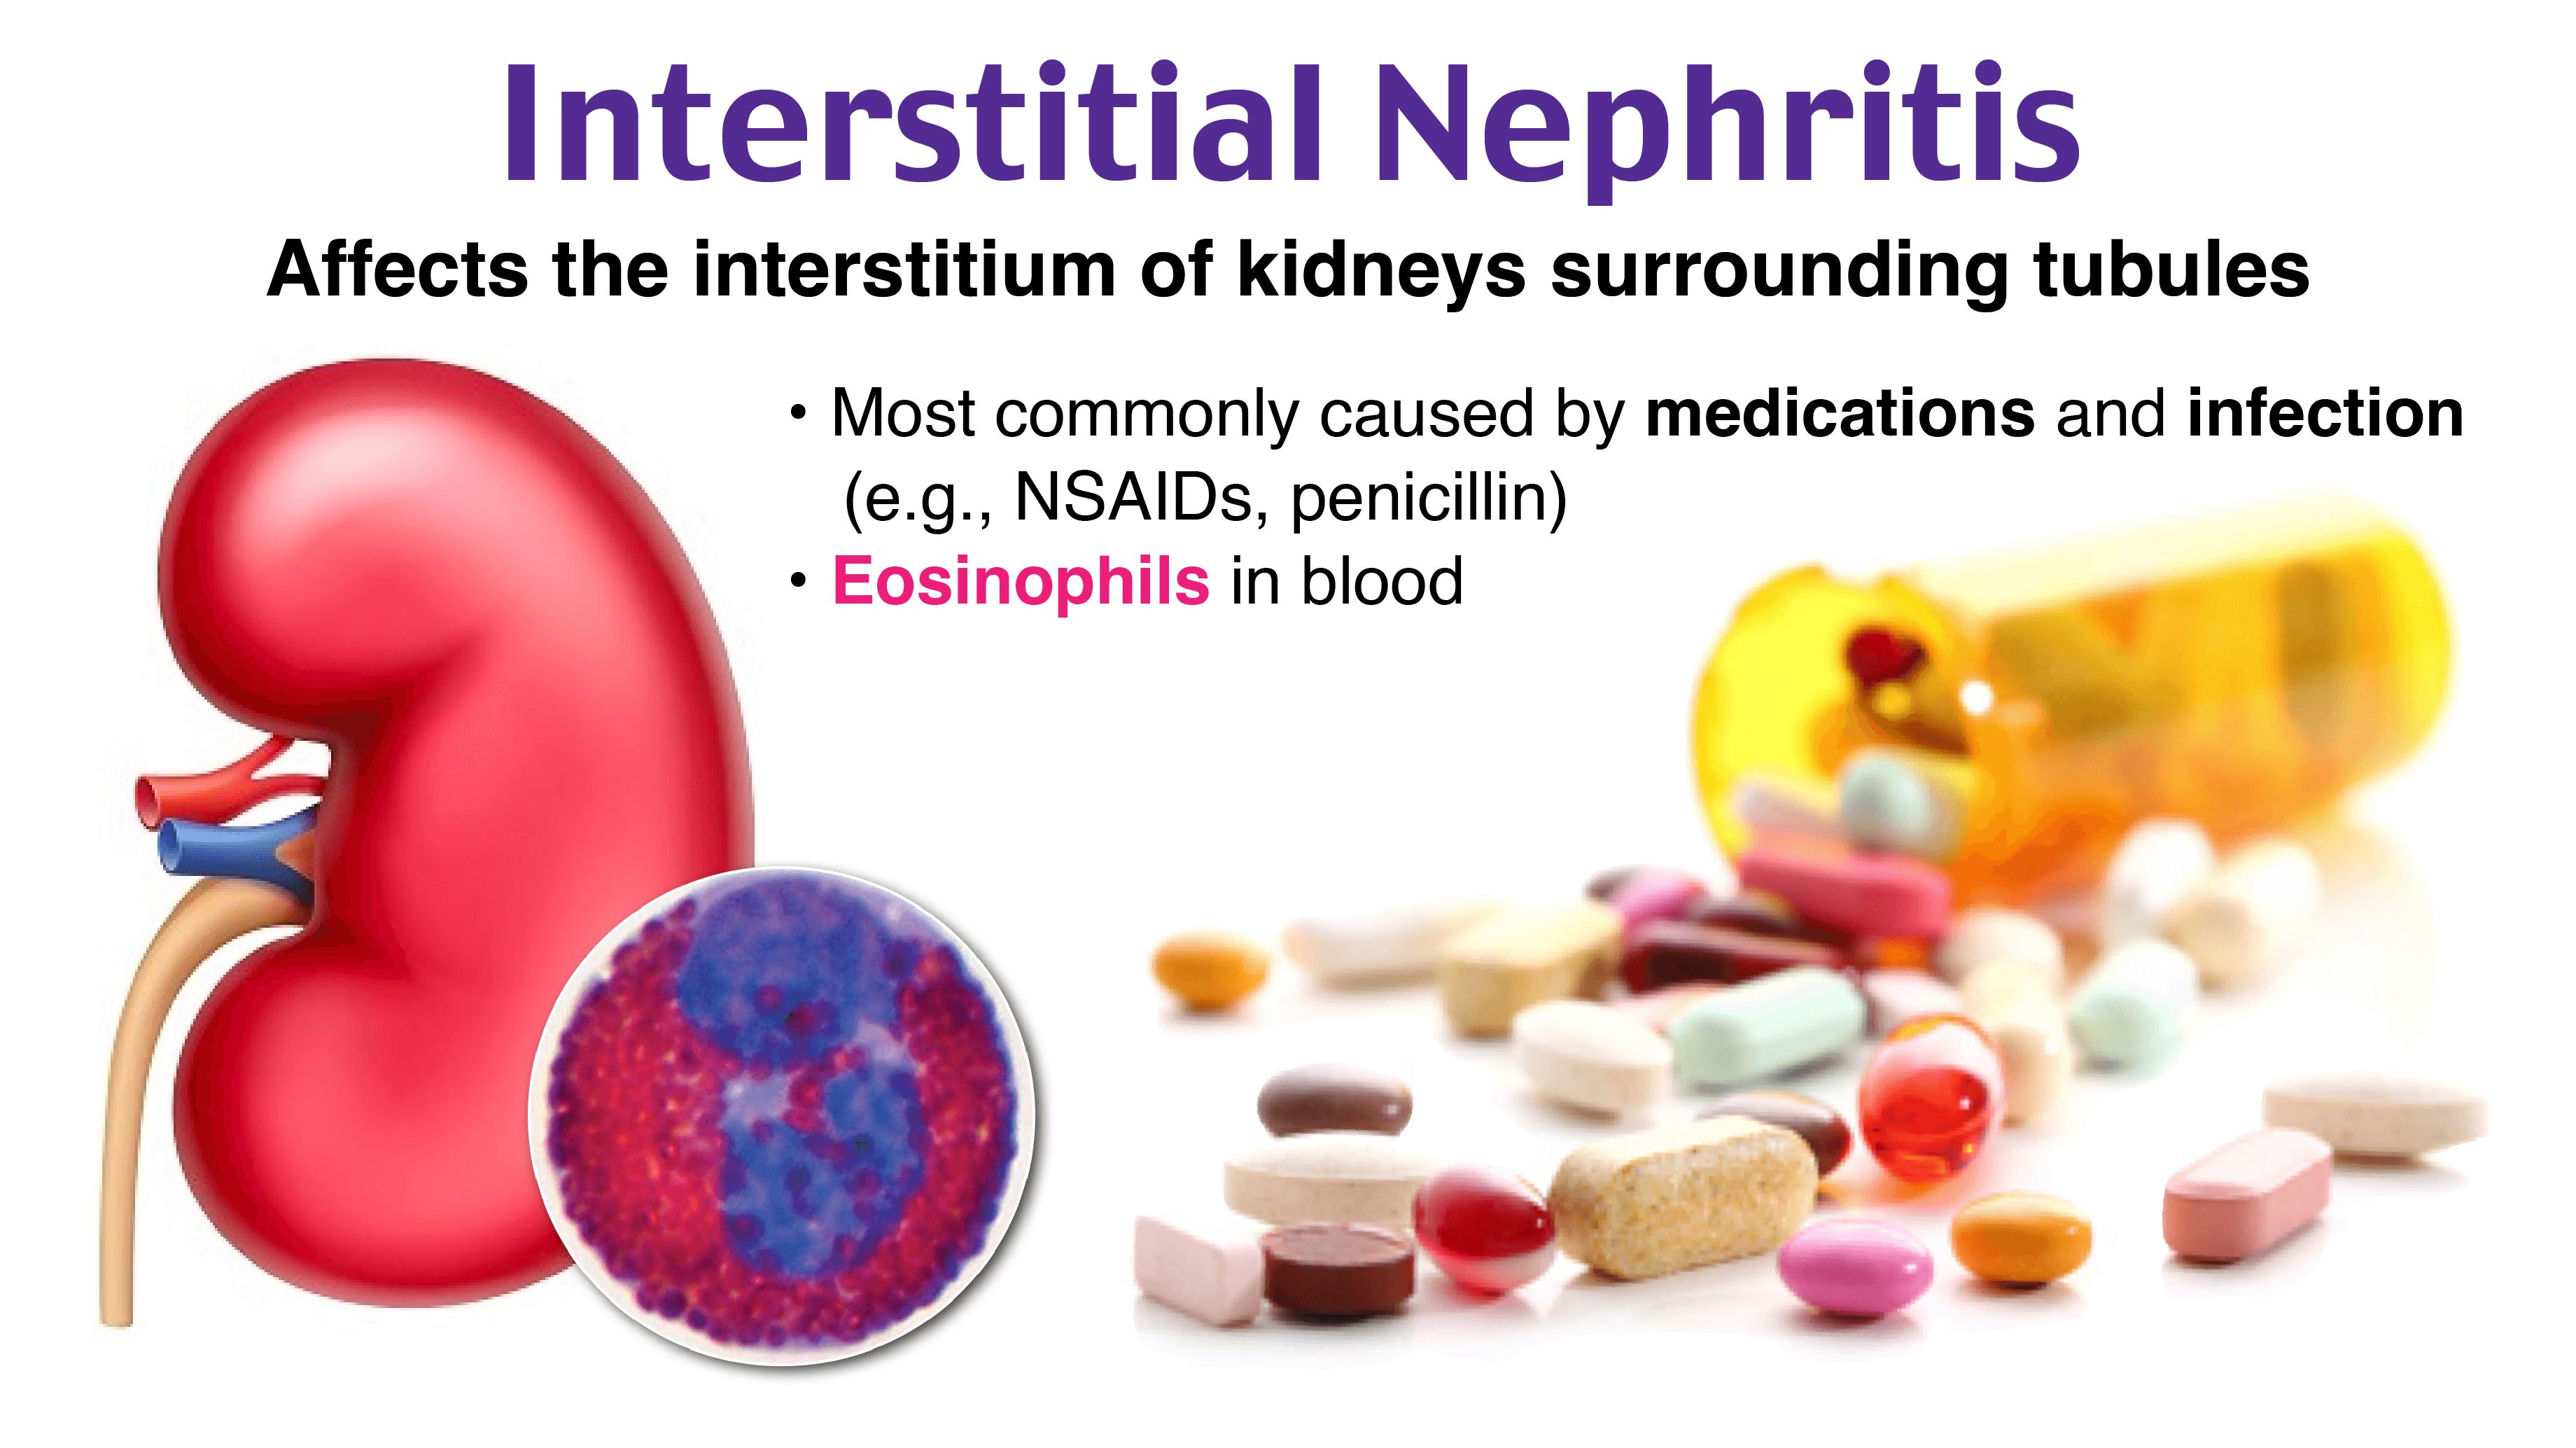 Interstitial Nephritis
Affects the interstitium of kidneys surrounding tubules
• Most commonly caused by medications and infection
(e.g., NSAIDs, penicillin)
• Eosinophils in blood